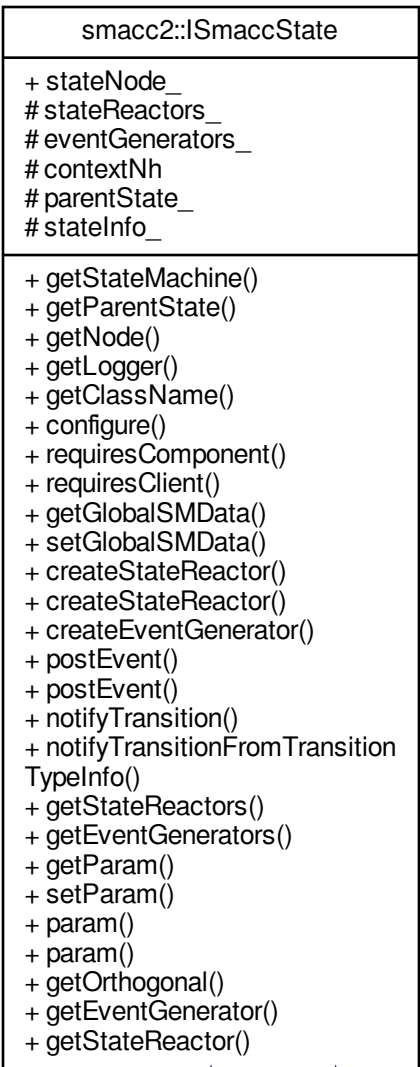 smacc2::ISmaccState
+ stateNode_
# stateReactors_
# eventGenerators_
# contextNh
# parentState_
# stateInfo_
+ getStateMachine()
+ getParentState()
+ getNode()
+ getLogger()
+ getClassName()
+ configure()
+ requiresComponent()
+ requiresClient()
+ getGlobalSMData()
+ setGlobalSMData()
+ createStateReactor()
+ createStateReactor()
+ createEventGenerator()
+ postEvent()
+ postEvent()
+ notifyTransition()
+ notifyTransitionFromTransition
TypeInfo()
+ getStateReactors()
+ getEventGenerators()
+ getParam()
+ setParam()
+ param()
+ param()
+ getOrthogonal()
+ getEventGenerator()
+ getStateReactor()